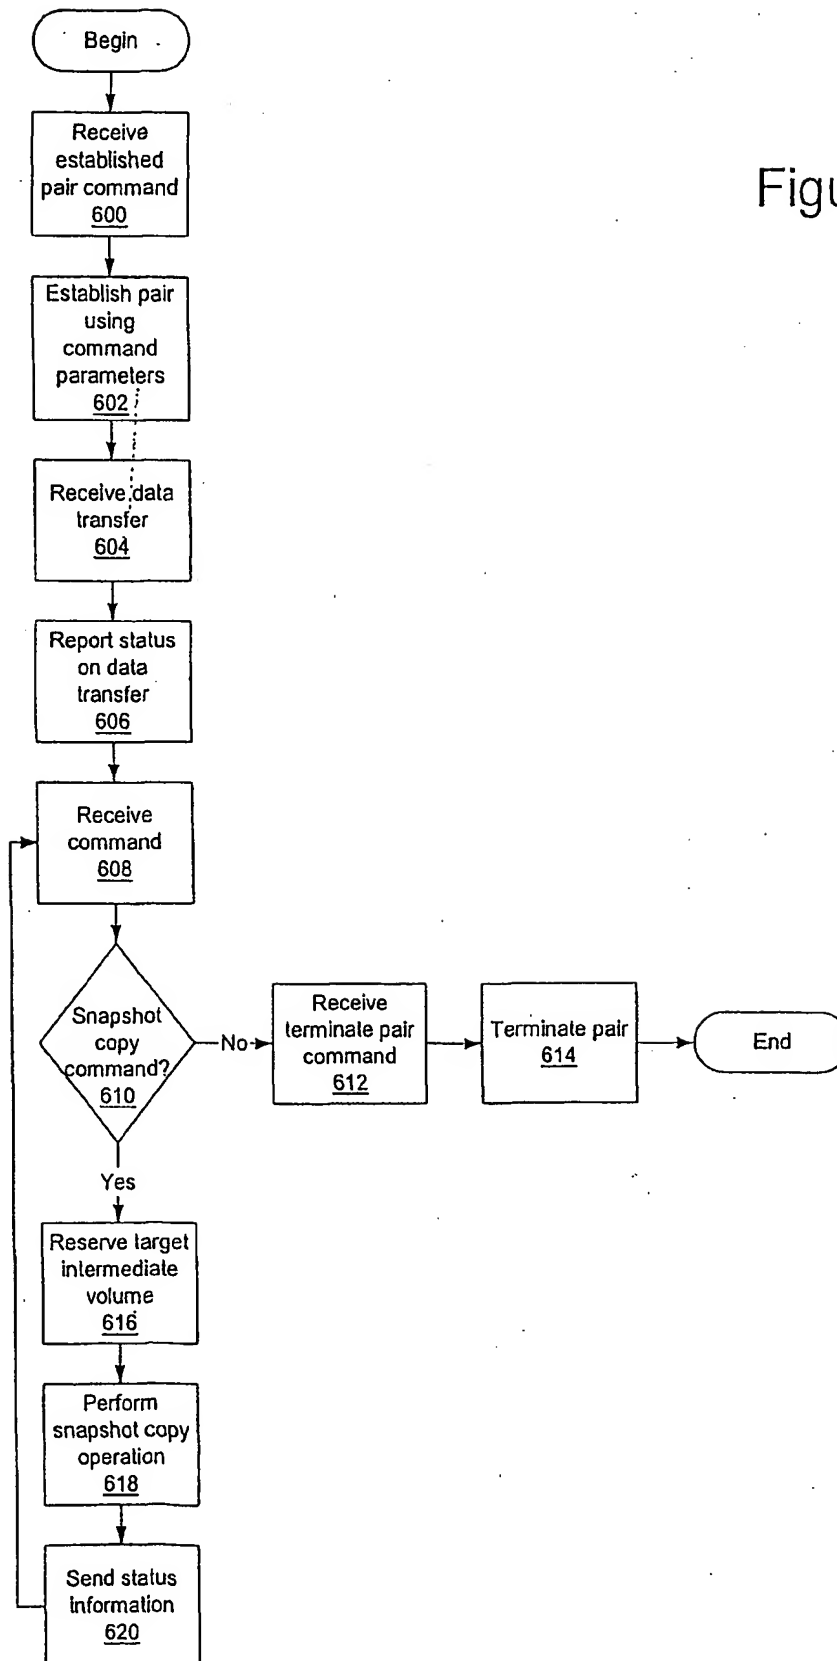 Begin
Receive
established
pair command
600
Figu
Establish pair
using
command
parameters
602
Receive data
transfer
604
Report status
on data
transfer
606
Receive
command
608
Snapshot
copy
command?
610
No
Receive
terminate pair
command
612
Terminate pair
614
End
Yes
Reserve target
intermediate
volume
616
Perform
snapshot copy
operation
618
Send status
information
620